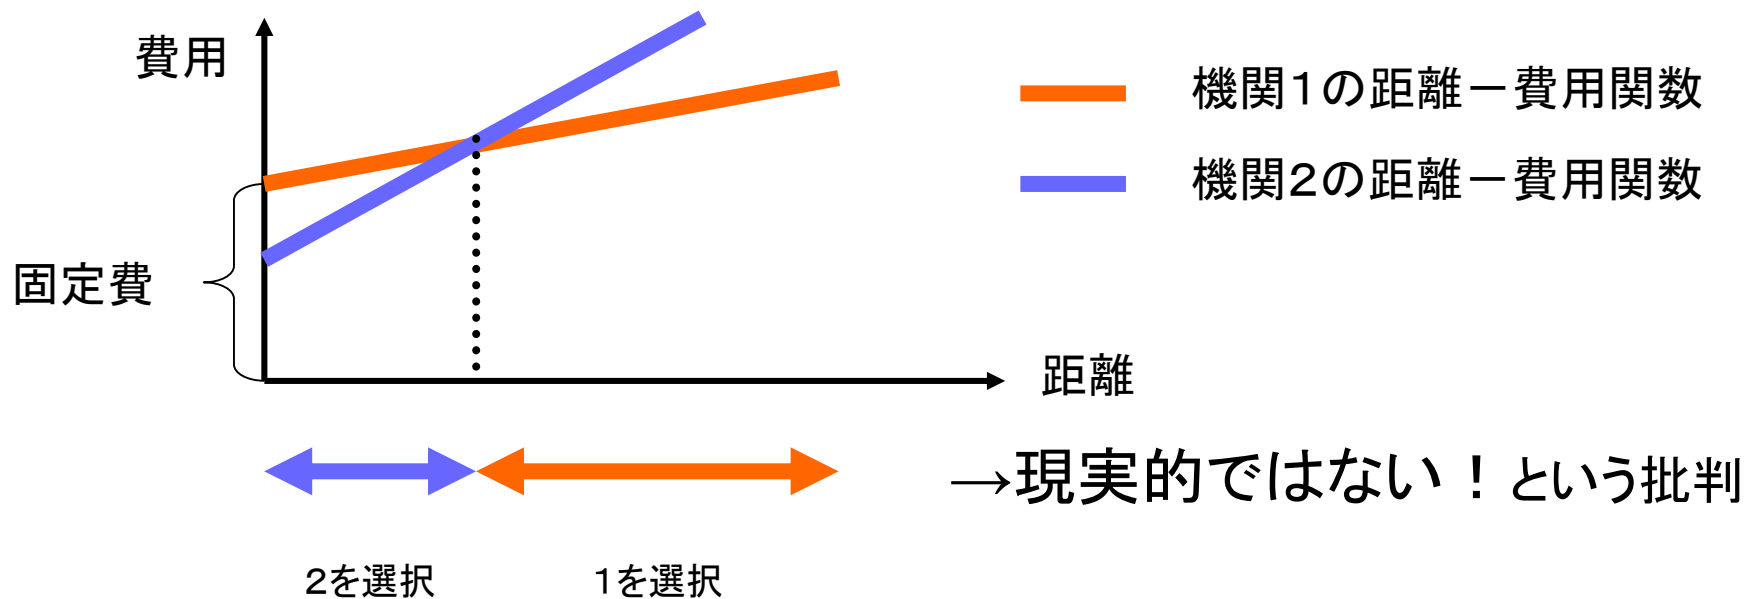 費用
機関１の距離－費用関数
機関２の距離－費用関数
固定費
距離
→現実的ではない！という批判
２を選択
１を選択